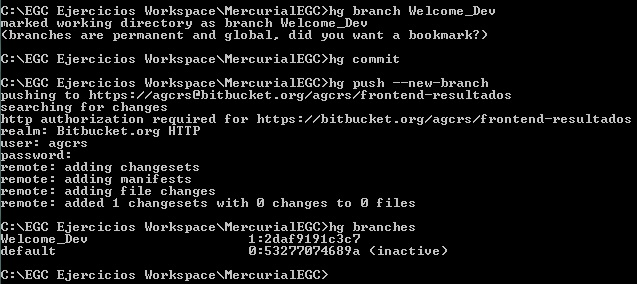 C:\EGC Ejercicios Workspace\MercurialEGC>hg branch Welcome_Dev
marked working directory as branch Welcome_Dev
(branches are permanent and global, did you want a bookmark?)
C:\EGC Ejercicios Workspace\MercurialEGC>hg commit
C:\EGC Ejercicios Workspace\MercurialEGC>hg push --new-branch
pushing to https://agcrs@bitbucket.org/agcrs/frontend-resultados
searching for changes
http authorization required for https://bitbucket.org/agcrs/frontend-resultados
realm: Bitbucket.org HTTP
user: agcrs
password:
remote: adding changesets
remote: adding manifests
remote: adding file changes
remote: added 1 changesets with 0 changes to 0 files
C:\EGC Ejercicios Workspace\MercurialEGC>hg branches
Welcome_Dev                    1:2daf9191c3c7
default                        0:53277074689a (inactive)
C:\EGC Ejercicios Workspace\MercurialEGC>